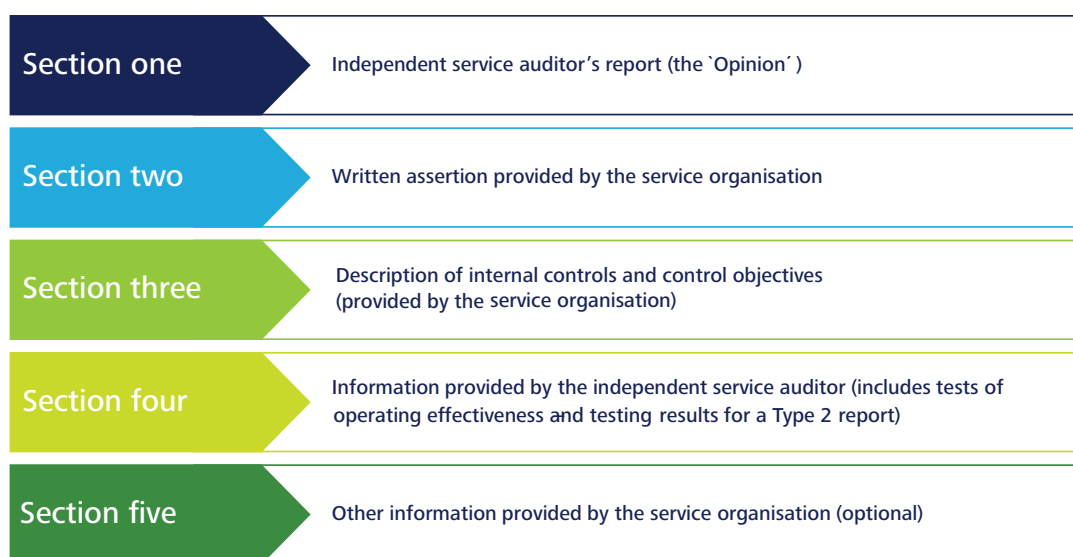 Section one
Independent service auditor's report (the `Opinion´ )
Section two
Written assertion provided by the service organisation
Section three
Description of internal controls and control objectives
(provided by the service organisation)
Section four
Information provided by the independent service auditor (includes tests of
operating effectiveness and testing results for a Type 2 report)
Section five
Other information provided by the service organisation (optional)